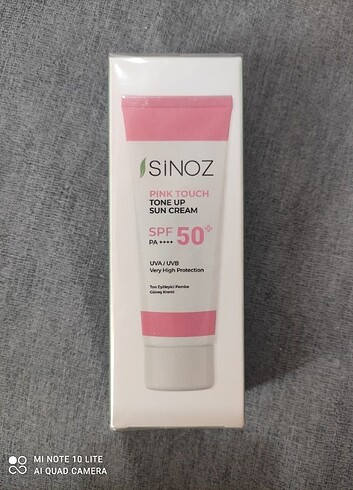 SiNOZ
PINK TOUCH
TONE UP
SUN CREAM
SPF 50+
PA ++++
UVA / UVB
Very High Protection
Ton Eşitleyici Pembe
Güneş Kremi
MI NOTE 10 LITE
AI QUAD CAMERA